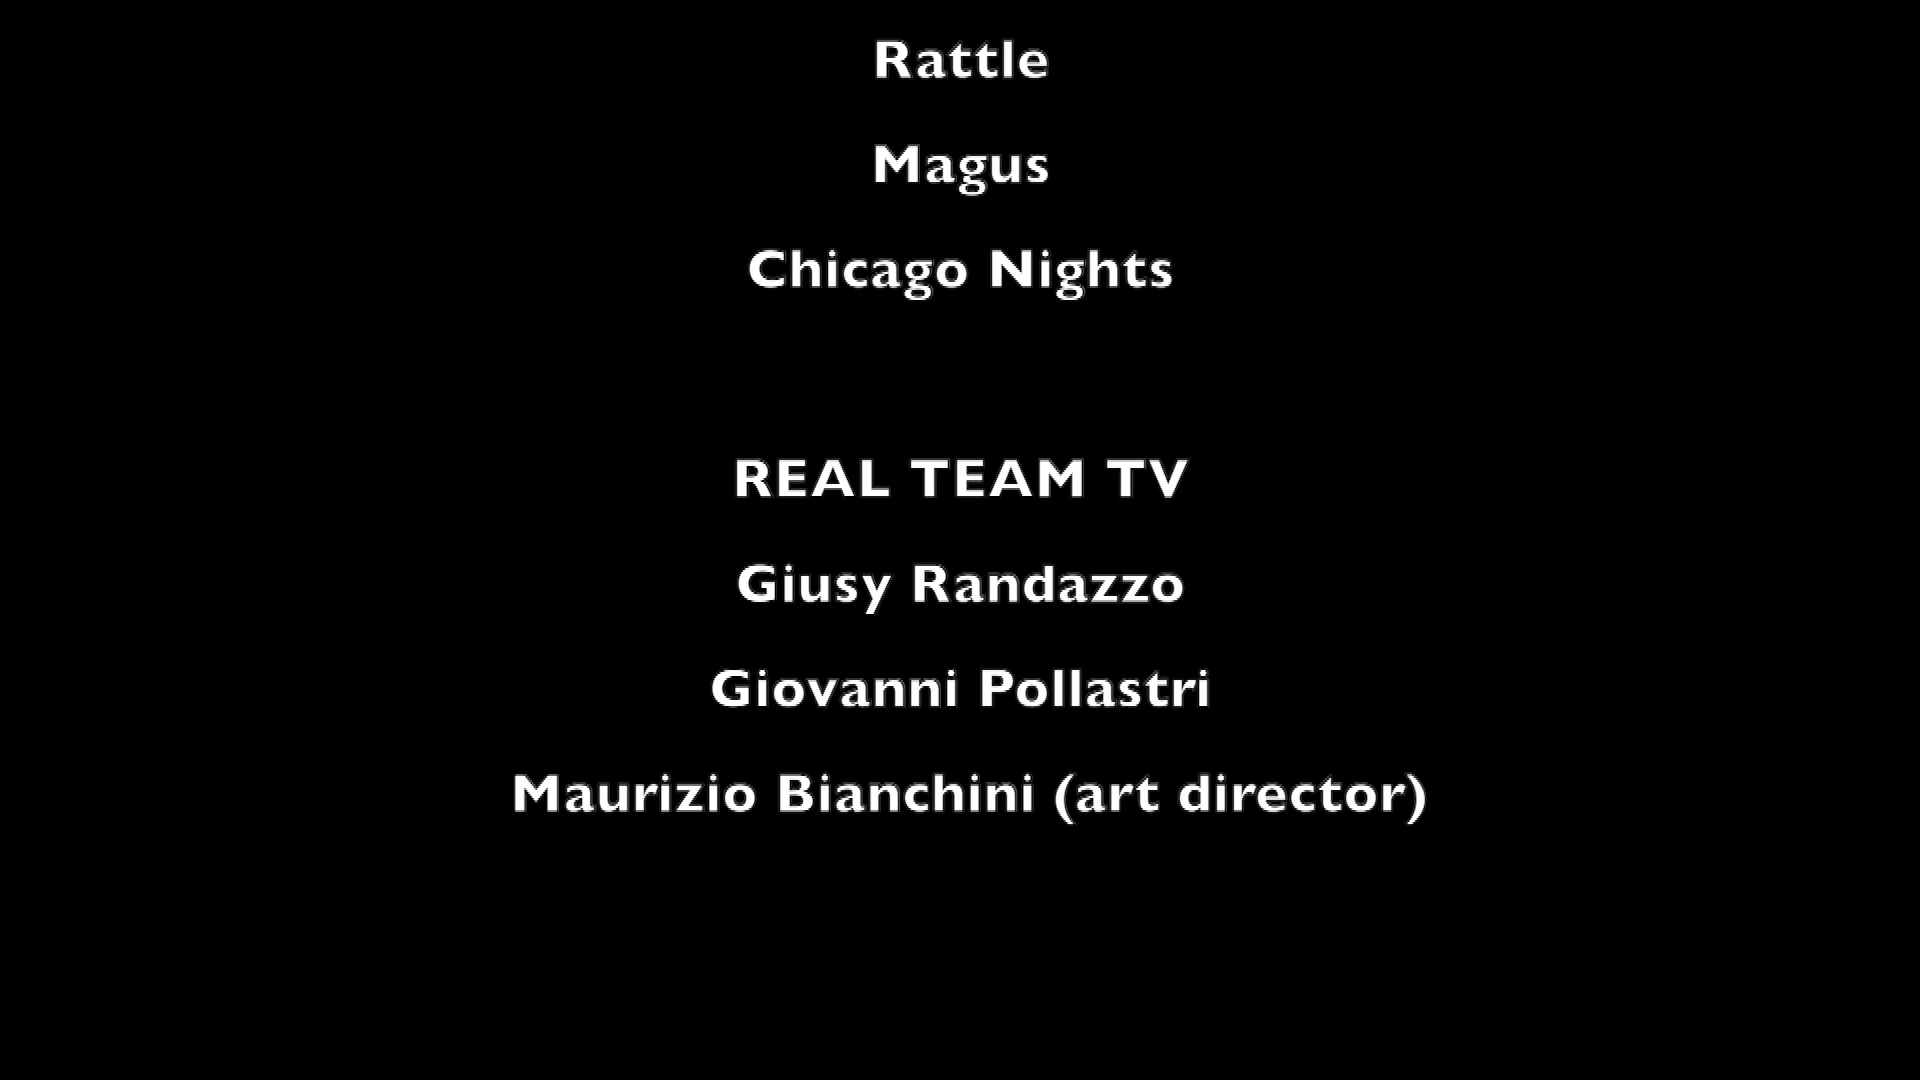 Rattle
Magus
Chicago Nights
REAL TEAM TV
Giusy Randazzo
Giovanni Pollastri
Maurizio Bianchini (art director)